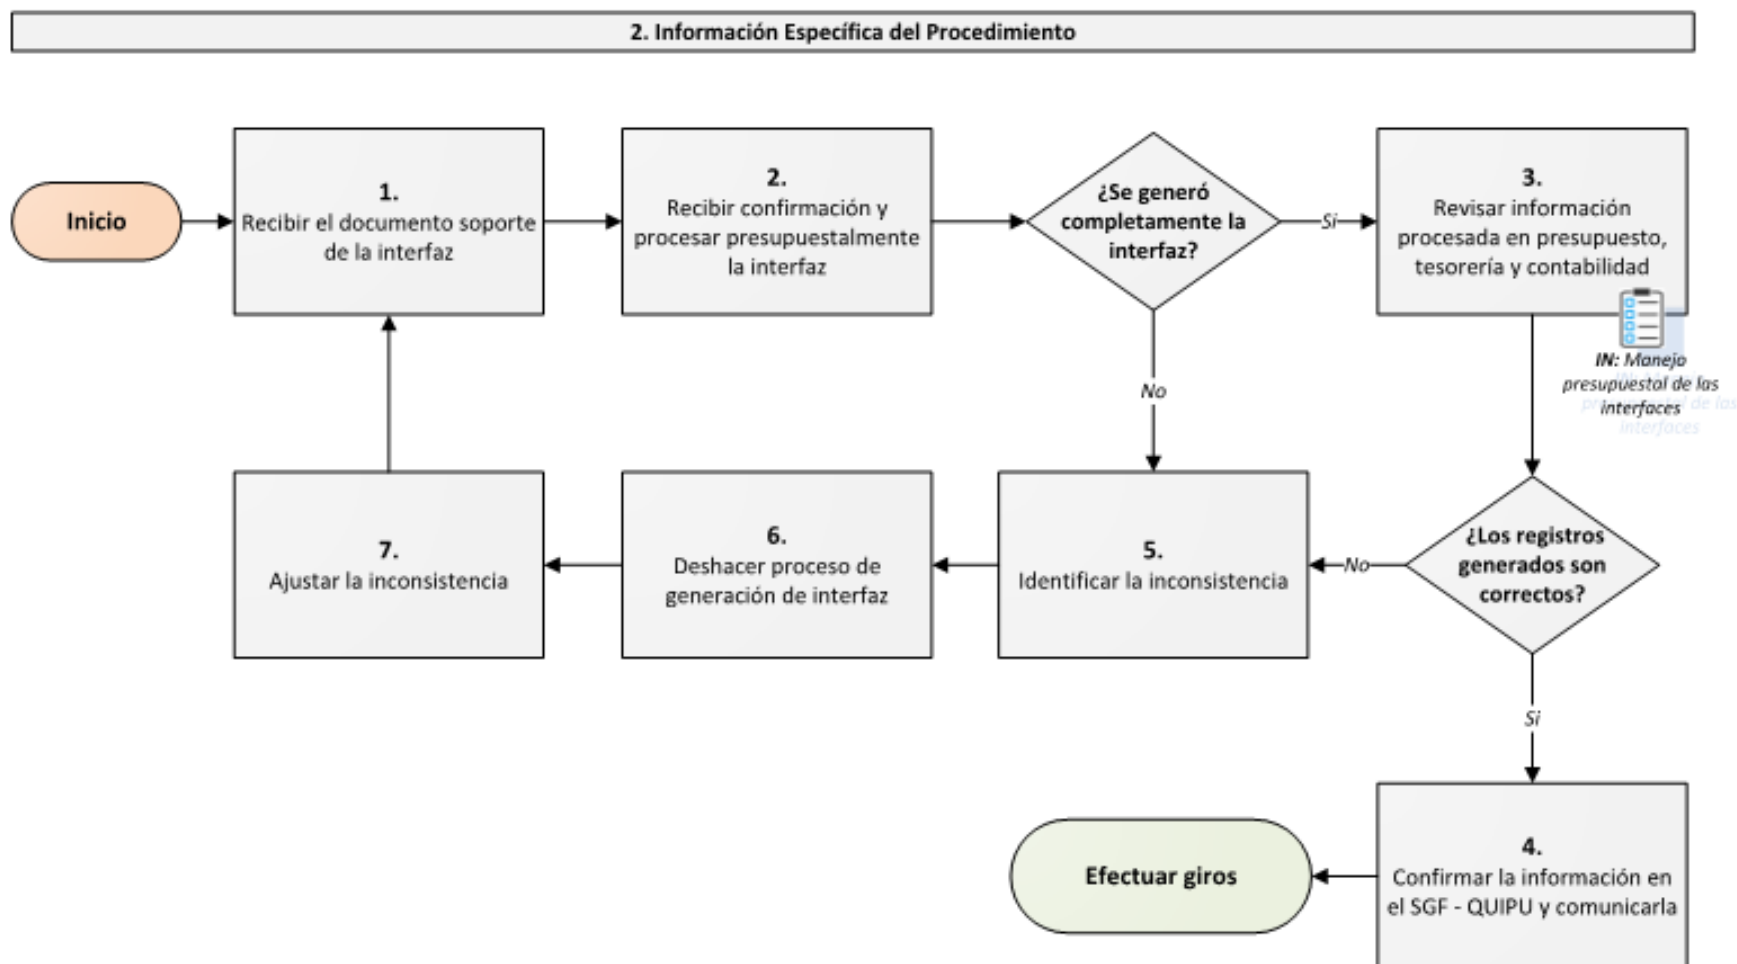 2. Información Específica del Procedimiento
Inicio
1.
Recibir el documento soporte
de la interfaz
2.
Recibir confirmación y
procesar presupuestalmente
la interfaz
¿Se generó
completamente la
interfaz?
Si
3.
Revisar información
procesada en presupuesto,
tesorería y contabilidad
IN: Manejo
presupuestal de las
interfaces
No
7.
Ajustar la inconsistencia
6.
Deshacer proceso de
generación de interfaz
5.
Identificar la inconsistencia
No
¿Los registros
generados son
correctos?
Si
Efectuar giros
4.
Confirmar la información en
el SGF - QUIPU y comunicarla